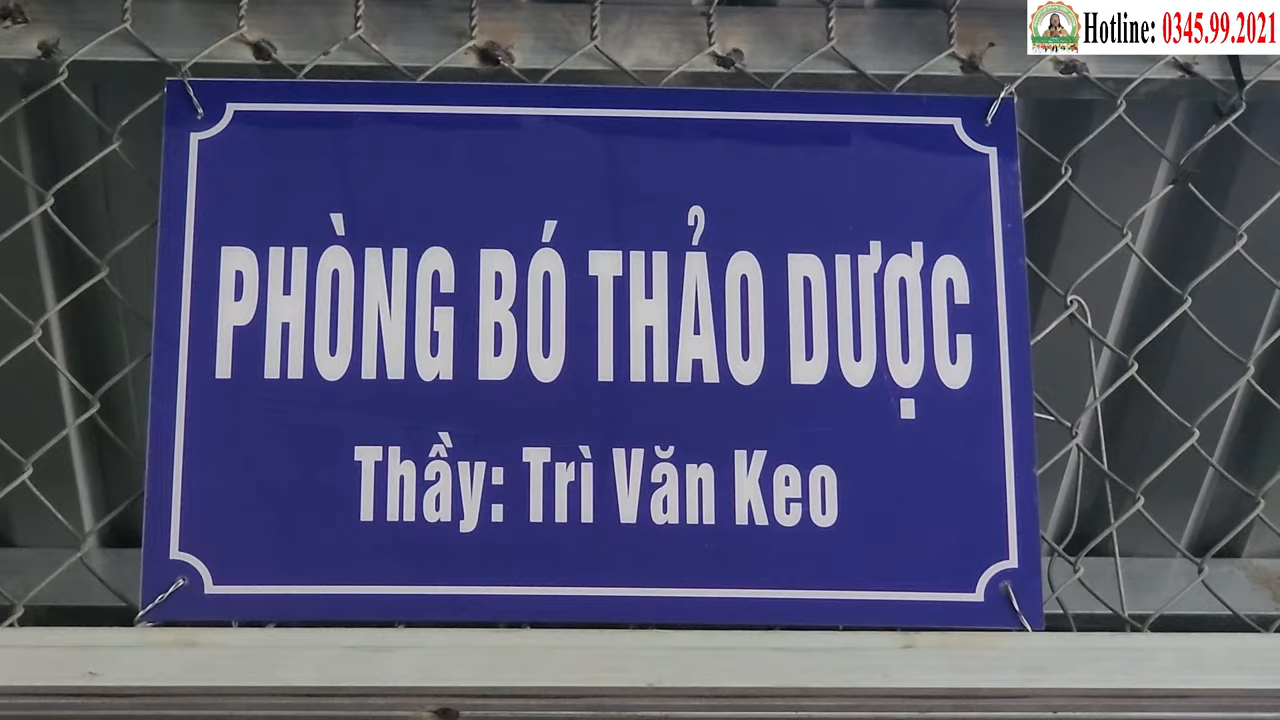 Hotline: 0345.99.2021
PHÒNG BÓ THẢO DƯỢC
Thầy: Trì Văn Keo